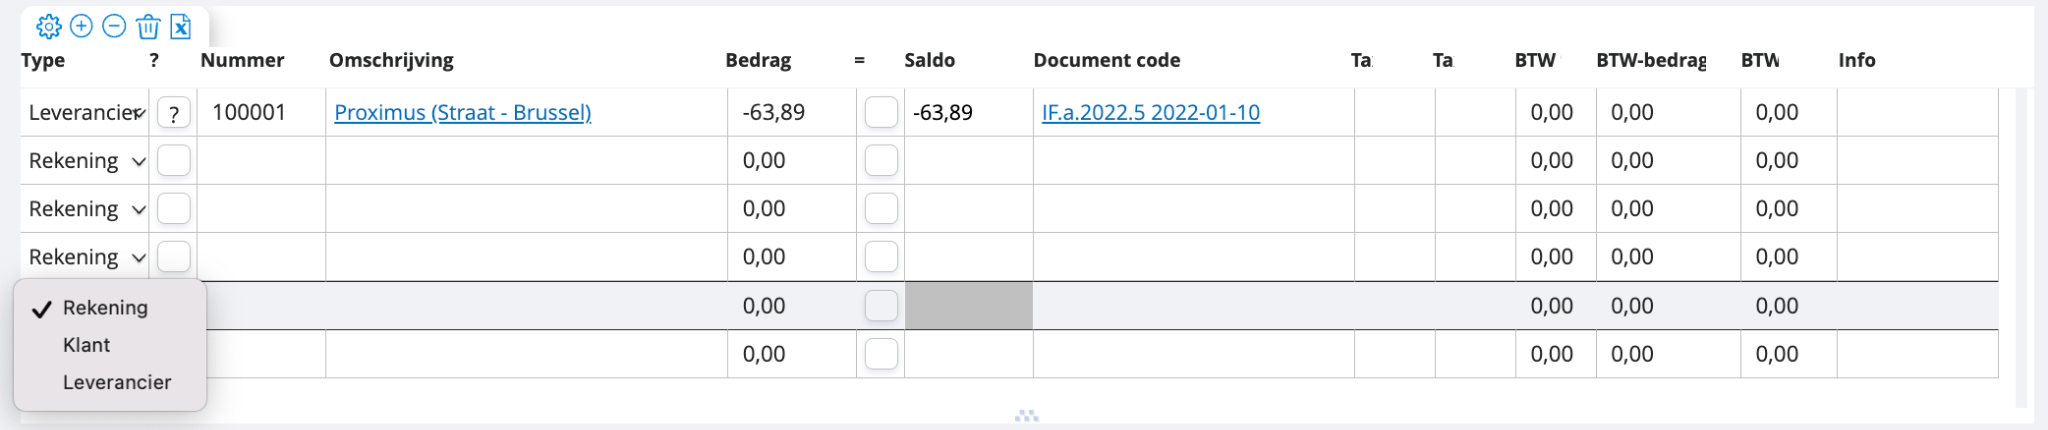 Type ? Nummer Omschrijving Bedrag = Saldo Document code Ta Ta BTW BTW-bedrag BTW Info
Leverancier ? 100001 Proximus (Straat - Brussel) -63,89 -63,89 IF.a.2022.5 2022-01-10 0,00 0,00 0,00
Rekening 0,00 0,00 0,00 0,00
Rekening 0,00 0,00 0,00 0,00
Rekening 0,00 0,00 0,00 0,00
Rekening 0,00 0,00 0,00 0,00
Klant 0,00 0,00 0,00 0,00
Leverancier